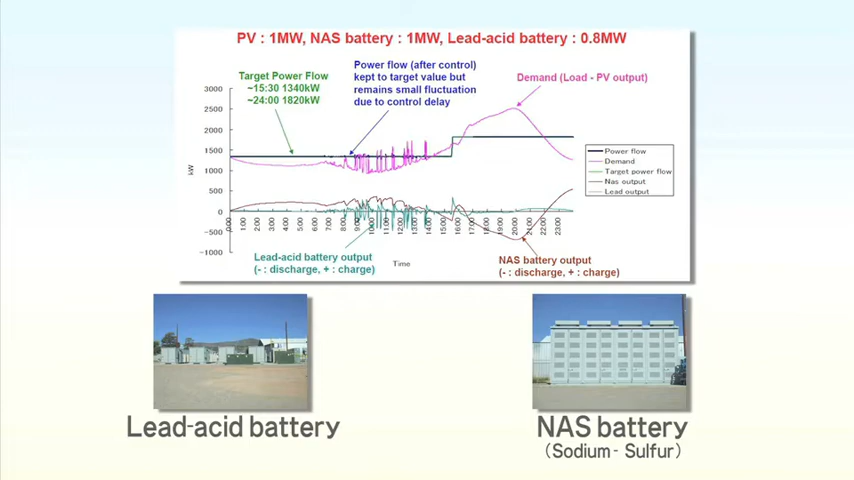 PV : 1MW, NAS battery : 1MW, Lead-acid battery : 0.8MW
Target Power Flow
~15:30 1340kW
~24:00 1820kW
Power flow (after control)
kept to target value but
remains small fluctuation
due to control delay
Demand (Load - PV output)
3000
2500
2000
1500
1000
500
0
-500
-1000
kW
0:00
1:00
2:00
3:00
4:00
5:00
6:00
7:00
8:00
9:00
10:00
11:00
12:00
13:00
14:00
15:00
16:00
17:00
18:00
19:00
20:00
21:00
22:00
23:00
Time
Power flow
Demand
Target power flow
Nas output
Lead output
Lead-acid battery output
(- : discharge, + : charge)
NAS battery output
(- : discharge, + : charge)
Lead-acid battery
NAS battery
(Sodium - Sulfur)